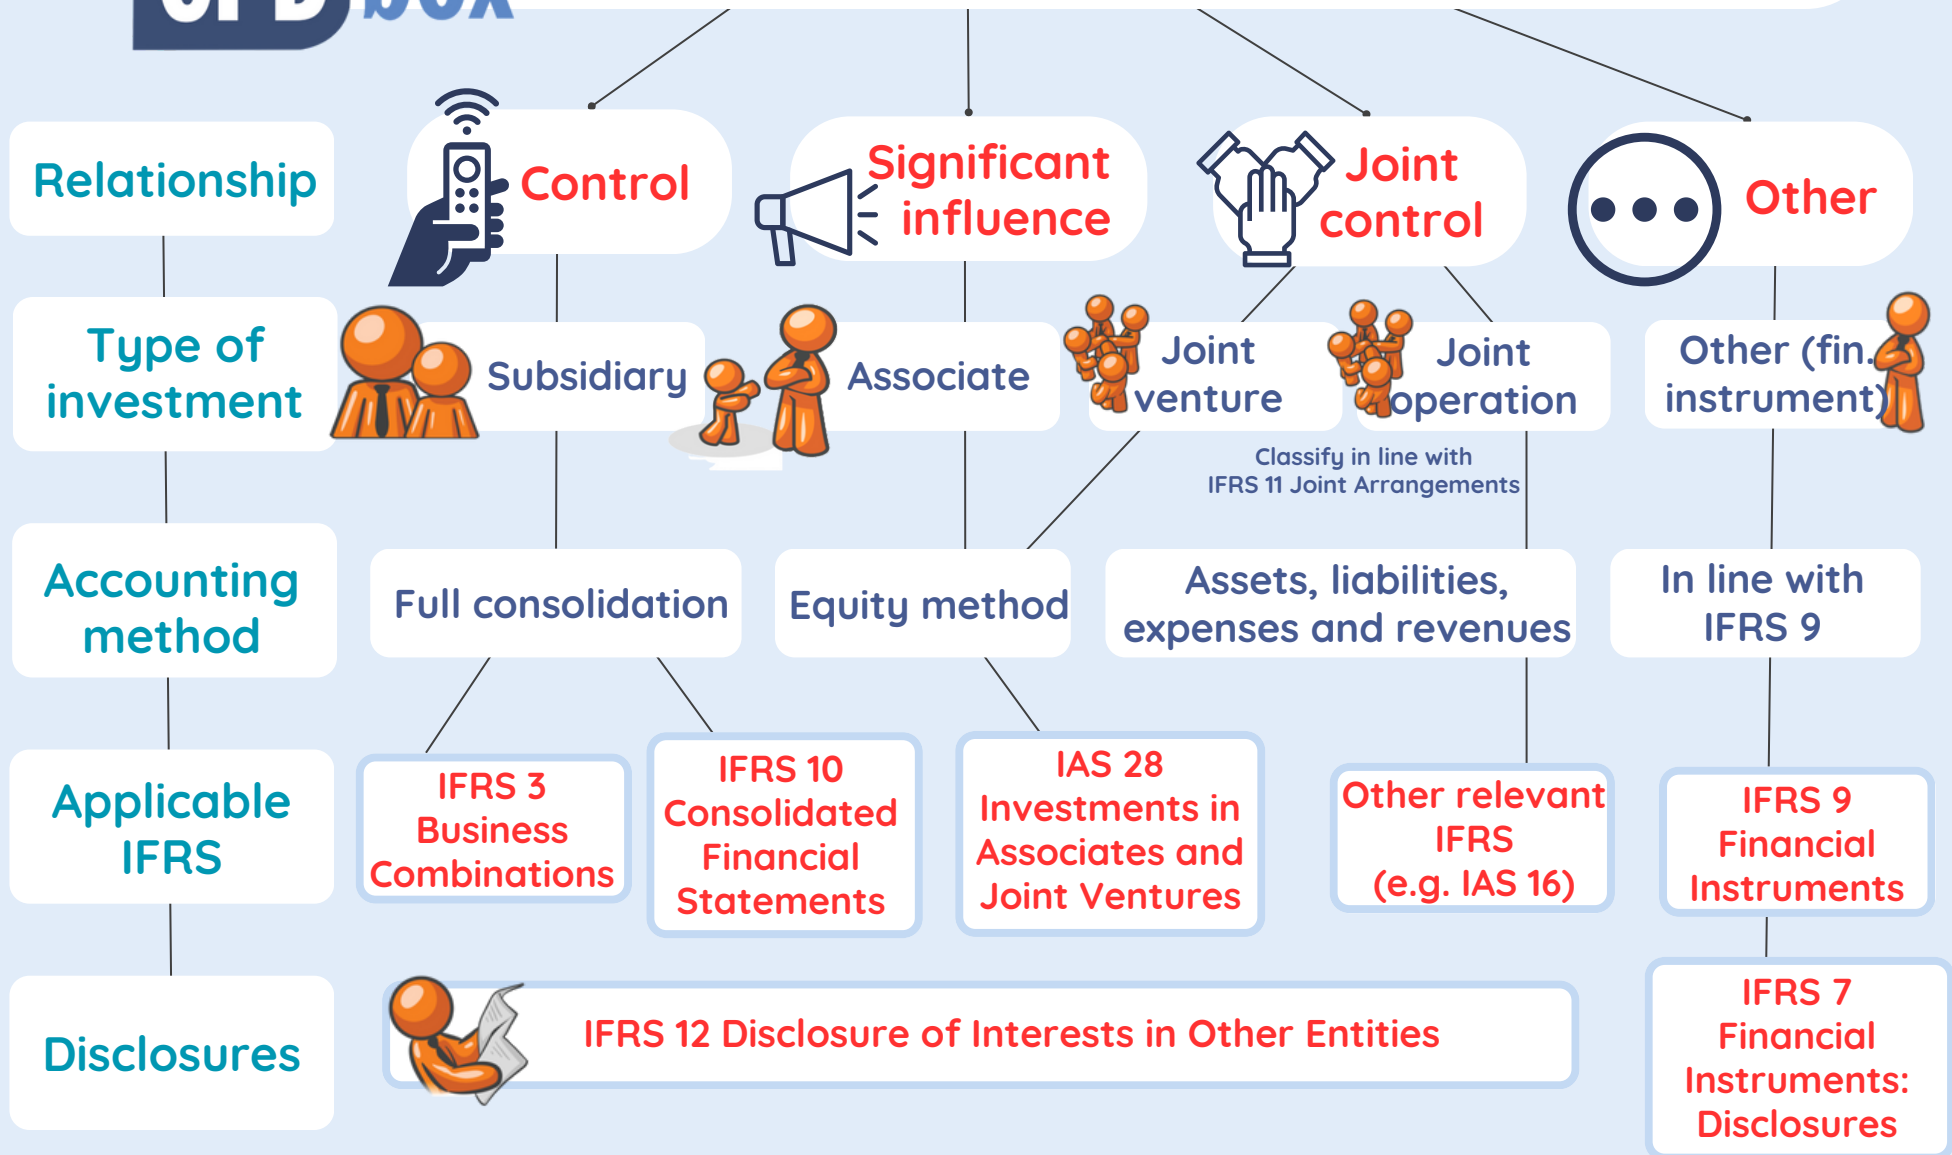 box
Relationship
Control
Significant
influence
Joint
control
Other
Type of
investment
Subsidiary
Associate
Joint
venture
Joint
operation
Other (fin.
instrument)
Classify in line with
IFRS 11 Joint Arrangements
Accounting
method
Full consolidation
Equity method
Assets, liabilities,
expenses and revenues
In line with
IFRS 9
Applicable
IFRS
IFRS 3
Business
Combinations
IFRS 10
Consolidated
Financial
Statements
IAS 28
Investments in
Associates and
Joint Ventures
Other relevant
IFRS
(e.g. IAS 16)
IFRS 9
Financial
Instruments
Disclosures
IFRS 12 Disclosure of Interests in Other Entities
IFRS 7
Financial
Instruments:
Disclosures